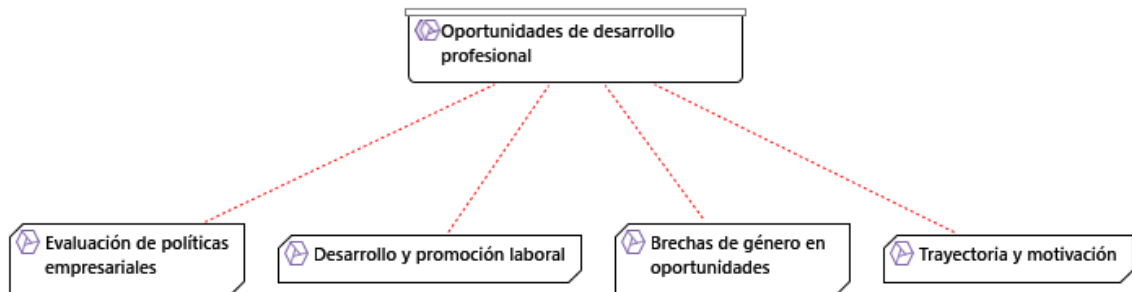 Oportunidades de desarrollo
profesional
Evaluación de políticas
empresariales
Desarrollo y promoción laboral
Brechas de género en
oportunidades
Trayectoria y motivación